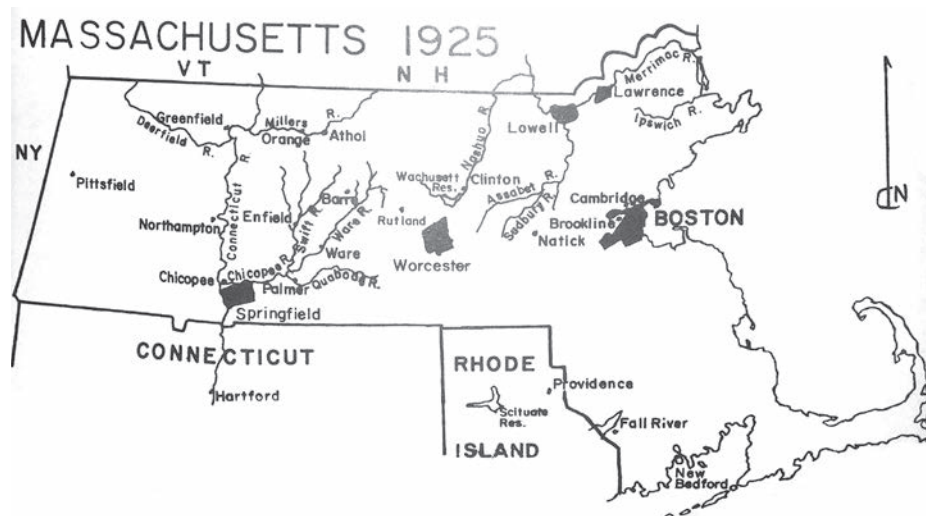 MASSACHUSETTS 1925
VT
N H
NY
Merrimac R.
Lawrence
Ipswich R.
Lowell
Greenfield
Millers R.
Orange
Athol
Deerfield R.
Nashua R
Pittsfield
Connecticut R
Wachusett Res.
Clinton
Assabet R.
Sudbury R.
Cambridge
Brookline
BOSTON
Natick
N
Northampton
Enfield
Swift R.
Barre
Ware R.
Rutland
Worcester
Ware
Chicopee
Chicopee R.
Palmer
Quaboag R.
Springfield
CONNECTICUT
Hartford
RHODE
ISLAND
Scituate
Res.
Providence
Fall River
New
Bedford